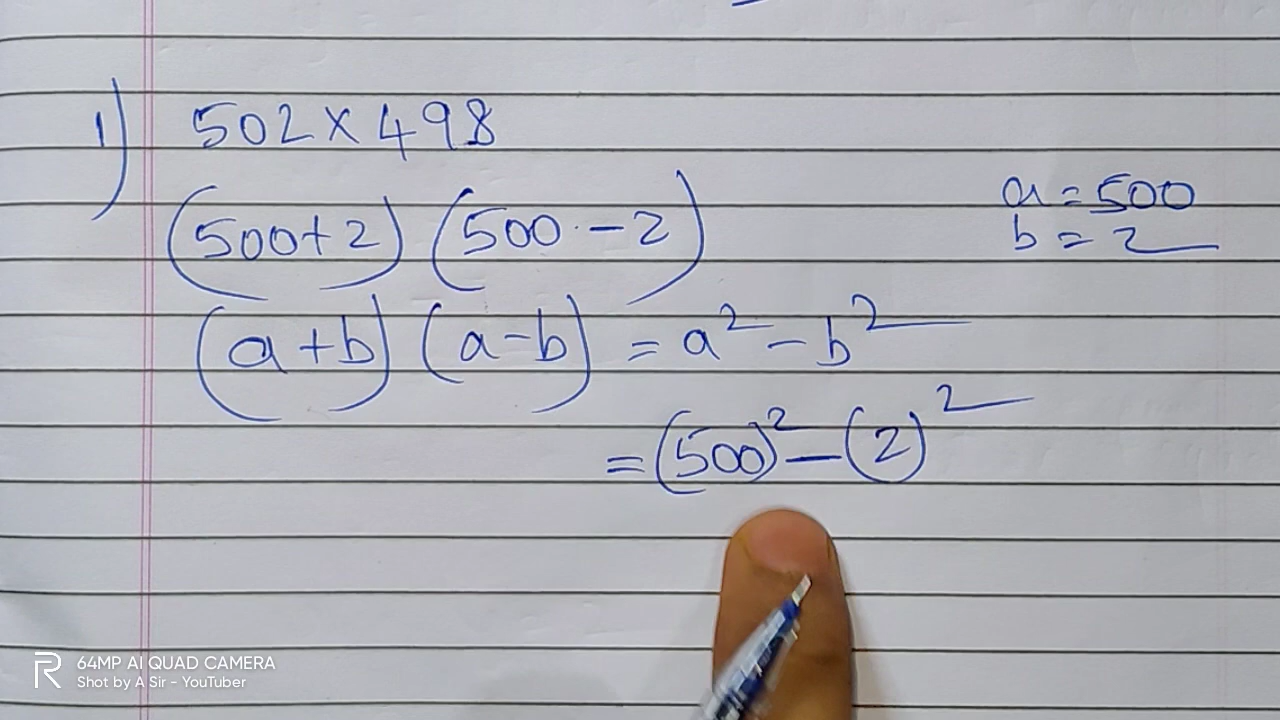 1) 502 × 498
(500+2) (500 - 2)
a = 500
b = 2
(a+b) (a-b) = a² - b²
= (500)² - (2)²
64MP AI QUAD CAMERA
Shot by A Sir - YouTuber